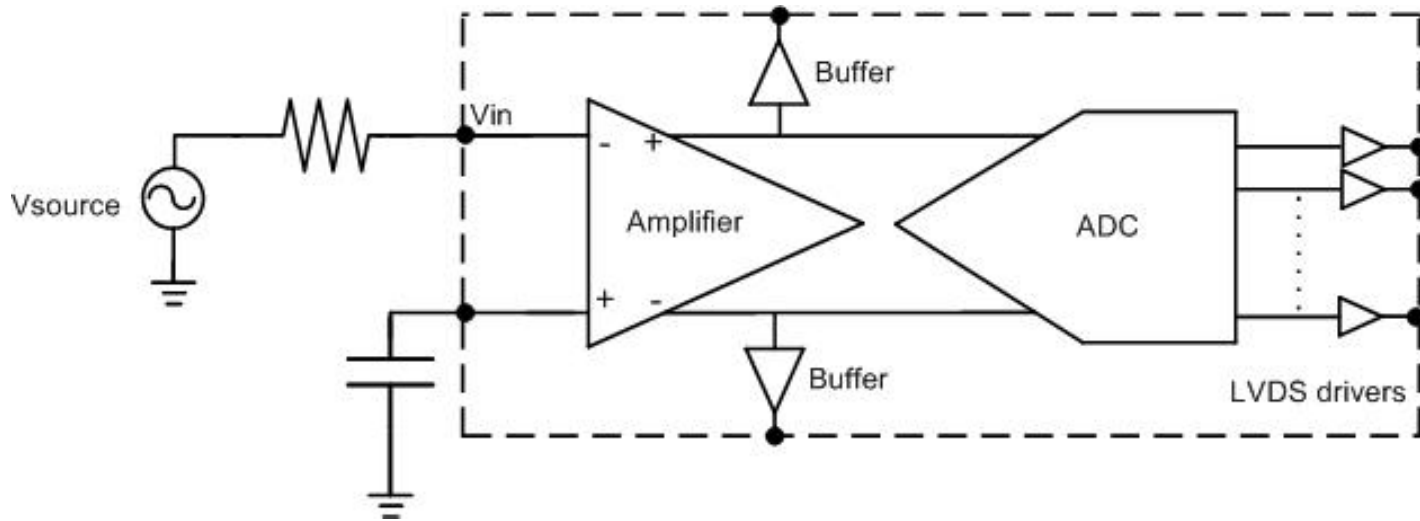 Buffer
Vin
- +
Vsource
Amplifier
ADC
+ -
Buffer
LVDS drivers